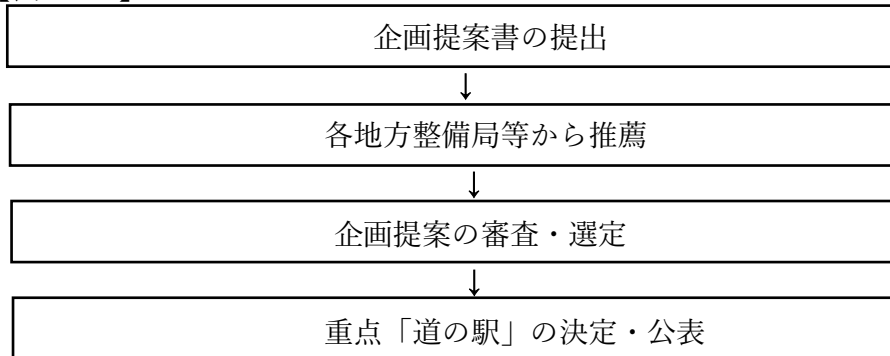 企画提案書の提出
↓
各地方整備局等から推薦
↓
企画提案の審査・選定
↓
重点「道の駅」の決定・公表